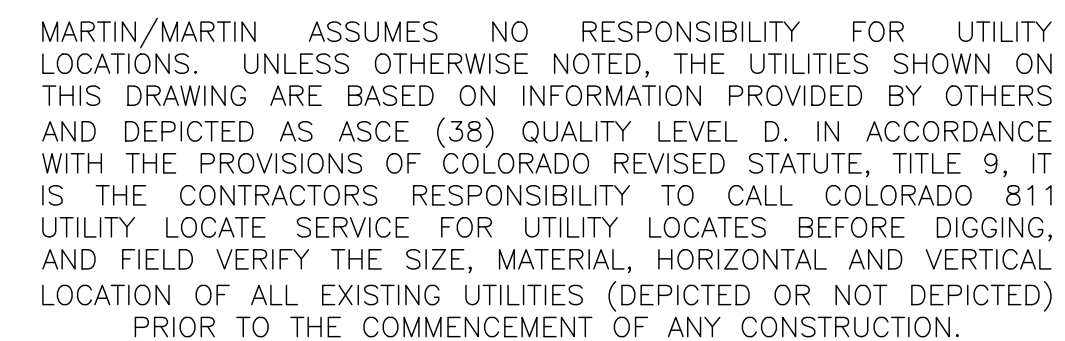 MARTIN/MARTIN ASSUMES NO RESPONSIBILITY FOR UTILITY
LOCATIONS. UNLESS OTHERWISE NOTED, THE UTILITIES SHOWN ON
THIS DRAWING ARE BASED ON INFORMATION PROVIDED BY OTHERS
AND DEPICTED AS ASCE (38) QUALITY LEVEL D. IN ACCORDANCE
WITH THE PROVISIONS OF COLORADO REVISED STATUTE, TITLE 9, IT
IS THE CONTRACTORS RESPONSIBILITY TO CALL COLORADO 811
UTILITY LOCATE SERVICE FOR UTILITY LOCATES BEFORE DIGGING,
AND FIELD VERIFY THE SIZE, MATERIAL, HORIZONTAL AND VERTICAL
LOCATION OF ALL EXISTING UTILITIES (DEPICTED OR NOT DEPICTED)
PRIOR TO THE COMMENCEMENT OF ANY CONSTRUCTION.